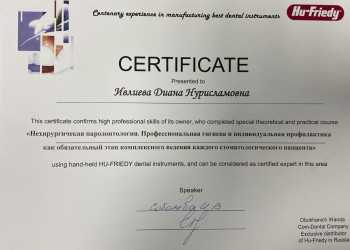 Centenary experience in manufacturing best dental instruments
Hu-Friedy
CERTIFICATE
Presented to
Диана Нурисламовна
This certificate confirms high professional skills of its owner, who completed special theoretical and practical course
«Нехирургическая пародонтология. Профессиональная гигиена и индивидуальная профилактика
как обязательный этап комплексного ведения каждого стоматологического пациента»
using hand-held HU-FRIEDY dental instruments, and can be considered as certified expert in this area
Speaker
Com-Dental Company
Exclusive distributor
of Hu-Friedy in Russia